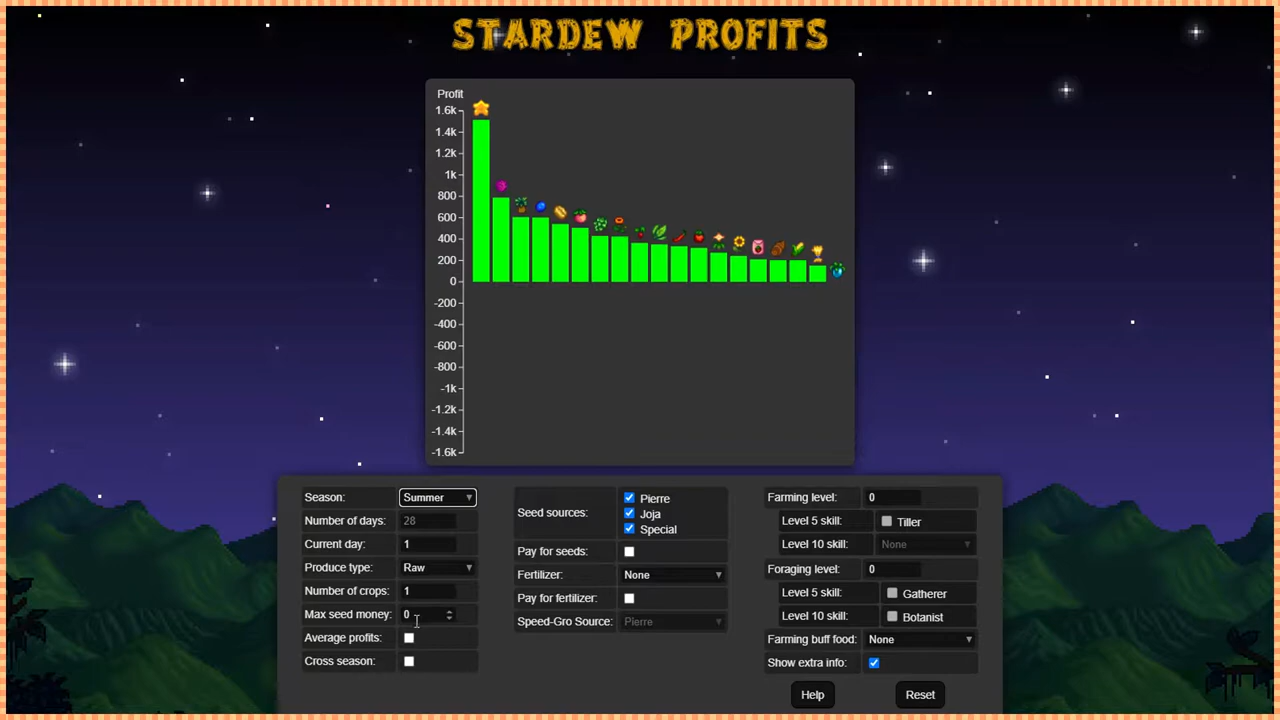 STARDEW PROFITS
Profit
1.6k
1.4k
1.2k
1k
800
600
400
200
0
-200
-400
-600
-800
-1k
-1.2k
-1.4k
-1.6k
Season: Summer
Number of days: 28
Current day: 1
Produce type: Raw
Number of crops: 1
Max seed money: 0
Average profits:
Cross season:
Seed sources:
Pierre
Joja
Special
Pay for seeds:
Fertilizer: None
Pay for fertilizer:
Speed-Gro Source: Pierre
Farming level: 0
Level 5 skill: Tiller
Level 10 skill: None
Foraging level: 0
Level 5 skill: Gatherer
Level 10 skill: Botanist
Farming buff food: None
Show extra info:
Help Reset